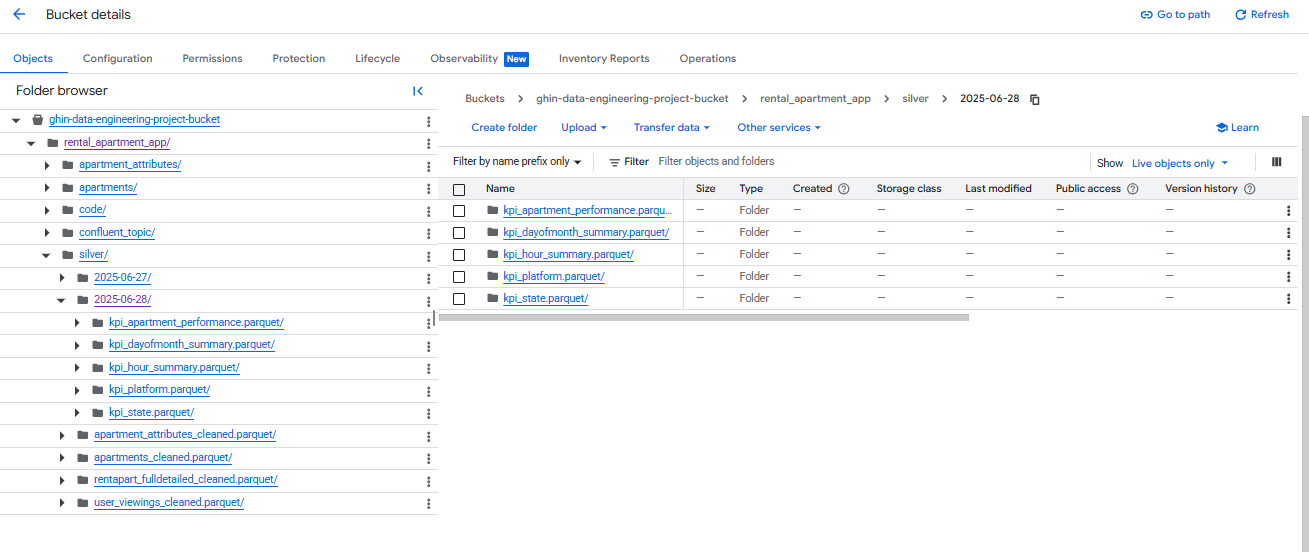 Bucket details
Go to path
Refresh
Objects
Configuration
Permissions
Protection
Lifecycle
Observability New
Inventory Reports
Operations
Folder browser
ghin-data-engineering-project-bucket
rental_apartment_app/
apartment_attributes/
apartments/
code/
confluent_topic/
silver/
2025-06-27/
2025-06-28/
kpi_apartment_performance.parquet/
kpi_dayofmonth_summary.parquet/
kpi_hour_summary.parquet/
kpi_platform.parquet/
kpi_state.parquet/
apartment_attributes_cleaned.parquet/
apartments_cleaned.parquet/
rentapart_fulldetailed_cleaned.parquet/
user_viewings_cleaned.parquet/
Buckets > ghin-data-engineering-project-bucket > rental_apartment_app > silver > 2025-06-28
Create folder Upload Transfer data Other services Learn
Filter by name prefix only Filter Filter objects and folders Show Live objects only
Name Size Type Created Storage class Last modified Public access Version history
kpi_apartment_performance.parqu... — Folder — — — — —
kpi_dayofmonth_summary.parquet/ — Folder — — — — —
kpi_hour_summary.parquet/ — Folder — — — — —
kpi_platform.parquet/ — Folder — — — — —
kpi_state.parquet/ — Folder — — — — —